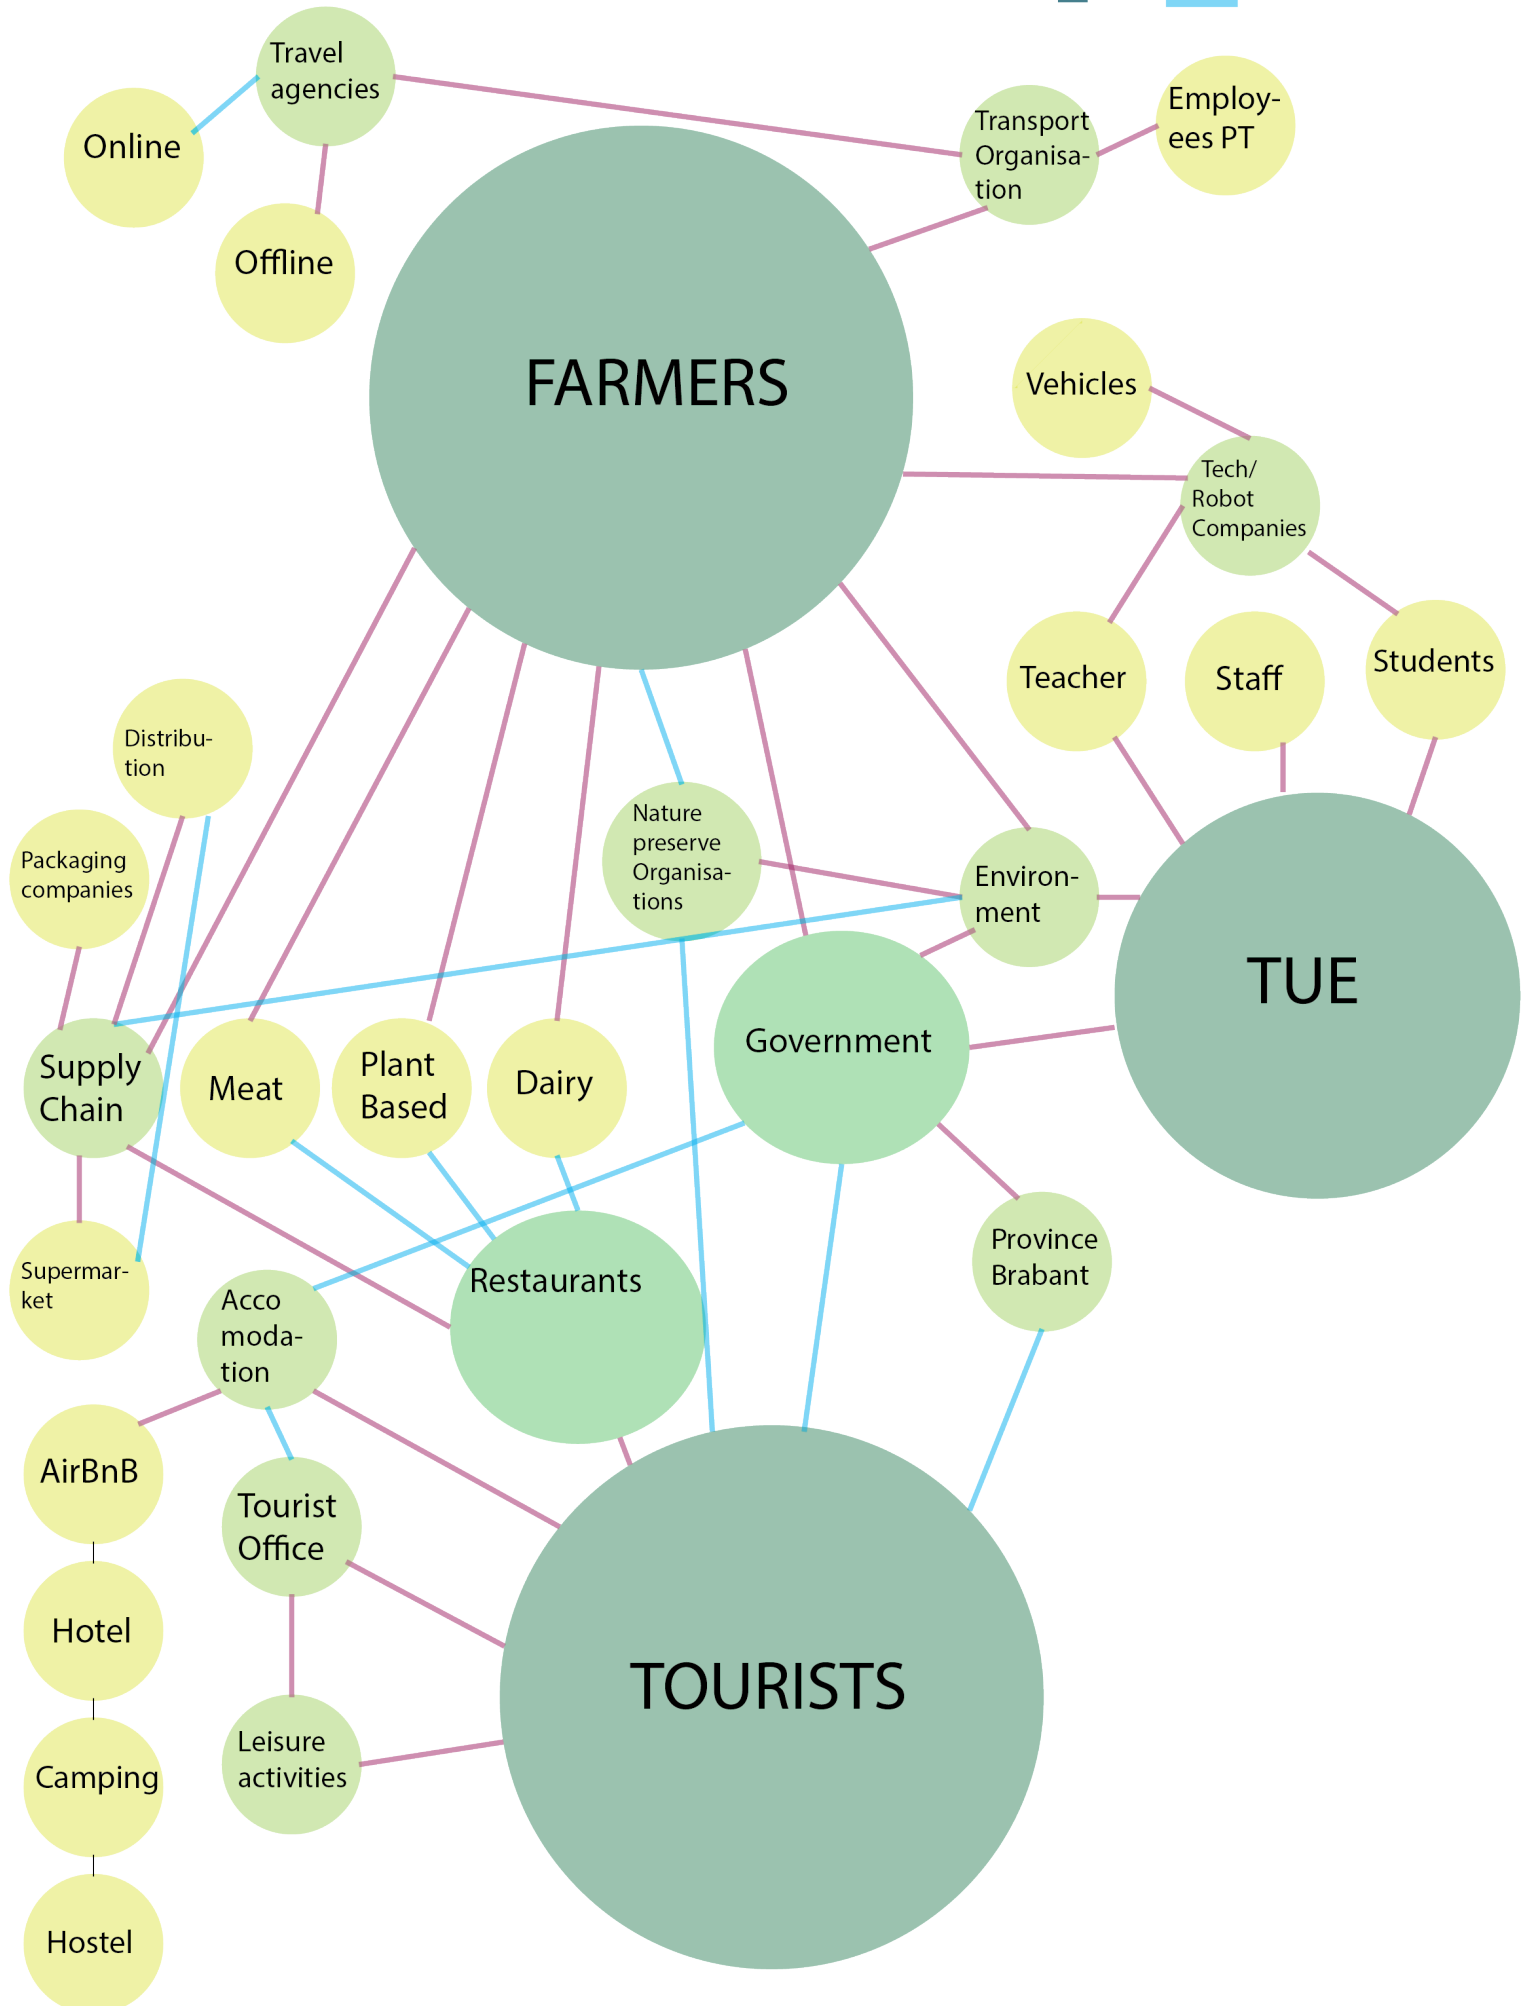 Travel
agencies
Online
Offline
Transport
Organisa-
tion
Employ-
ees PT
FARMERS
Vehicles
Tech/
Robot
Companies
Teacher
Staff
Students
Distribu-
tion
Packaging
companies
Nature
preserve
Organisa-
tions
Environ-
ment
TUE
Supply
Chain
Meat
Plant
Based
Dairy
Government
Supermar-
ket
Acco
moda-
tion
Restaurants
Province
Brabant
AirBnB
Tourist
Office
Hotel
TOURISTS
Leisure
activities
Camping
Hostel